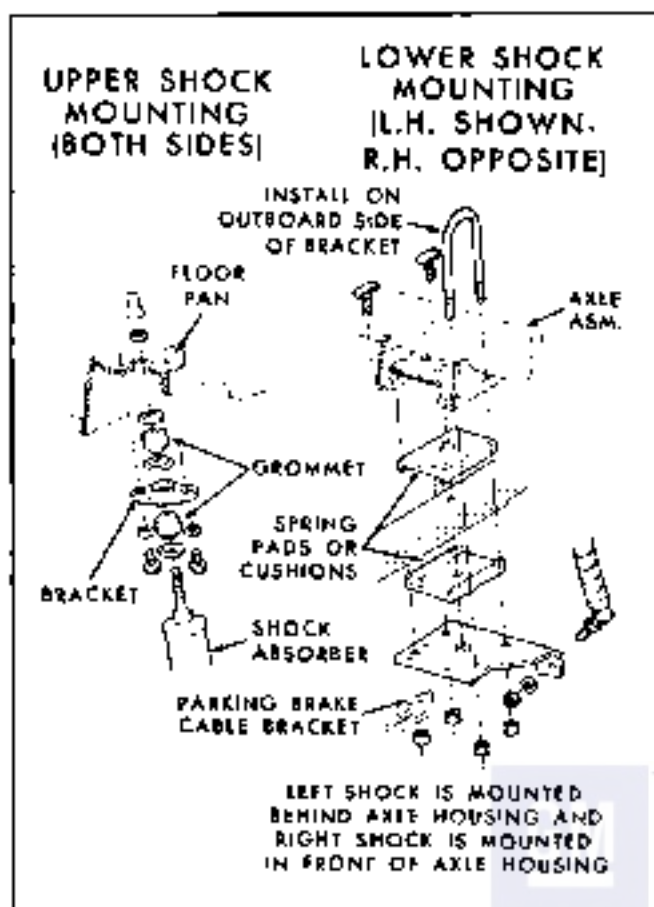 UPPER SHOCK
MOUNTING
(BOTH SIDES)
LOWER SHOCK
MOUNTING
(L.H. SHOWN.
R.H. OPPOSITE)
INSTALL ON
OUTBOARD SIDE
OF BRACKET
FLOOR
PAN
AXLE
ASM.
GROMMET
SPRING
PADS OR
CUSHIONS
BRACKET
SHOCK
ABSORBER
PARKING BRAKE
CABLE BRACKET
LEFT SHOCK IS MOUNTED
BEHIND AXLE HOUSING AND
RIGHT SHOCK IS MOUNTED
IN FRONT OF AXLE HOUSING
GM